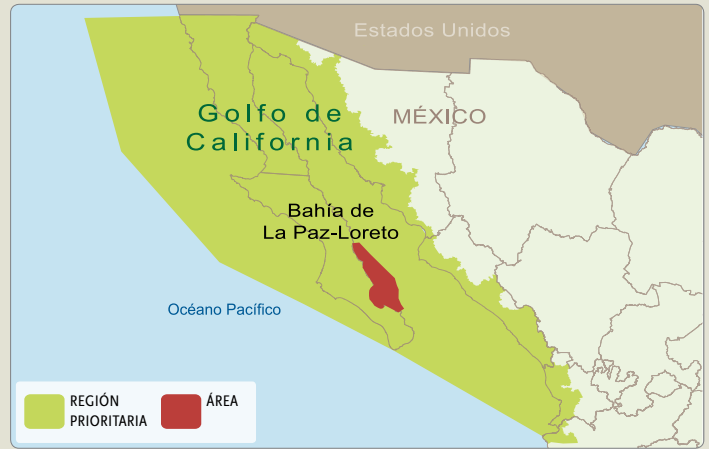 Estados Unidos
Golfo de
California
MÉXICO
Bahía de
La Paz-Loreto
Océano Pacífico
REGIÓN
PRIORITARIA
ÁREA